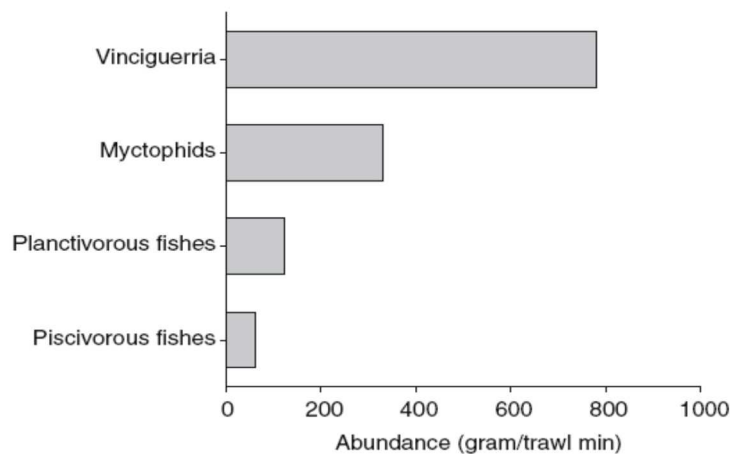 Vinciguerria
Myctophids
Planctivorous fishes
Piscivorous fishes
0 200 400 600 800 1000
Abundance (gram/trawl min)